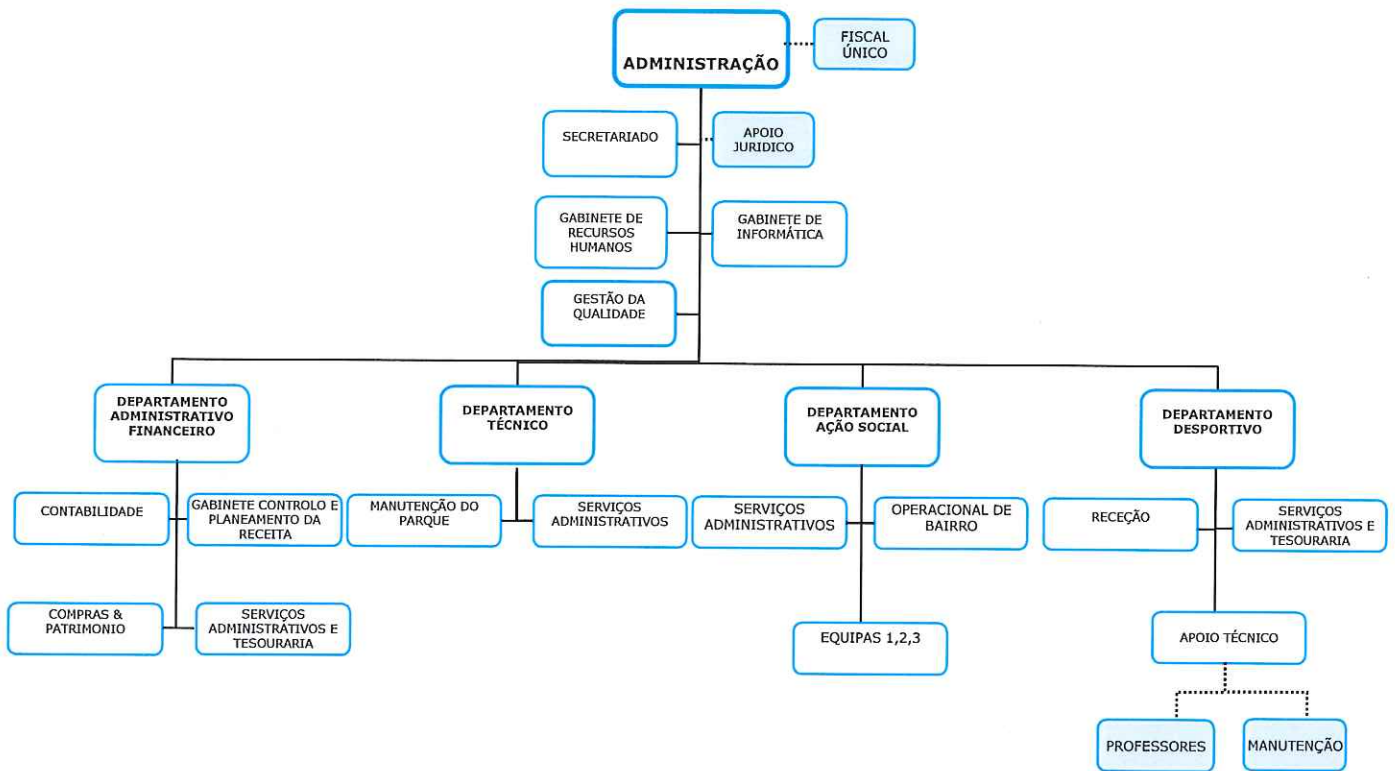 ADMINISTRAÇÃO
FISCAL
ÚNICO
SECRETARIADO
APOIO
JURIDICO
GABINETE DE
RECURSOS
HUMANOS
GABINETE DE
INFORMÁTICA
GESTÃO DA
QUALIDADE
DEPARTAMENTO
ADMINISTRATIVO
FINANCEIRO
DEPARTAMENTO
TÉCNICO
DEPARTAMENTO
AÇÃO SOCIAL
DEPARTAMENTO
DESPORTIVO
CONTABILIDADE
GABINETE CONTROLO E
PLANEAMENTO DA
RECEITA
MANUTENÇÃO DO
PARQUE
SERVIÇOS
ADMINISTRATIVOS
SERVIÇOS
ADMINISTRATIVOS
OPERACIONAL DE
BAIRRO
RECEÇÃO
SERVIÇOS
ADMINISTRATIVOS E
TESOURARIA
COMPRAS &
PATRIMONIO
SERVIÇOS
ADMINISTRATIVOS E
TESOURARIA
EQUIPAS 1,2,3
APOIO TÉCNICO
PROFESSORES
MANUTENÇÃO